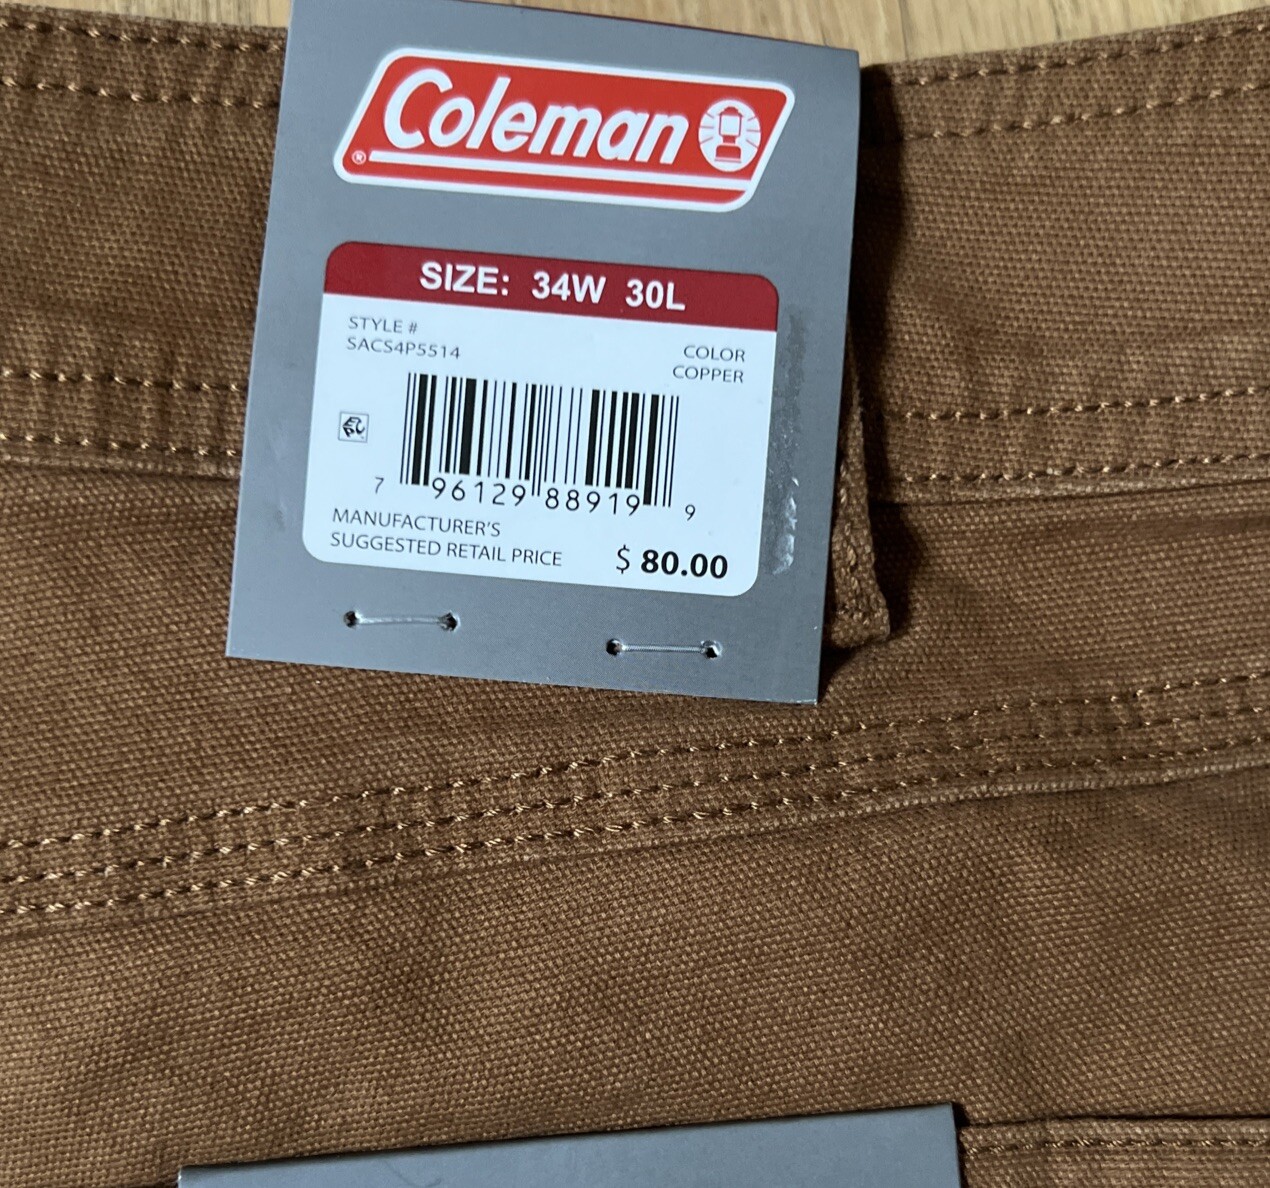 Coleman
®
SIZE: 34W 30L
STYLE #
SACS4P5514
COLOR
COPPER
7 96129 88919 9
MANUFACTURER'S
SUGGESTED RETAIL PRICE
$ 80.00